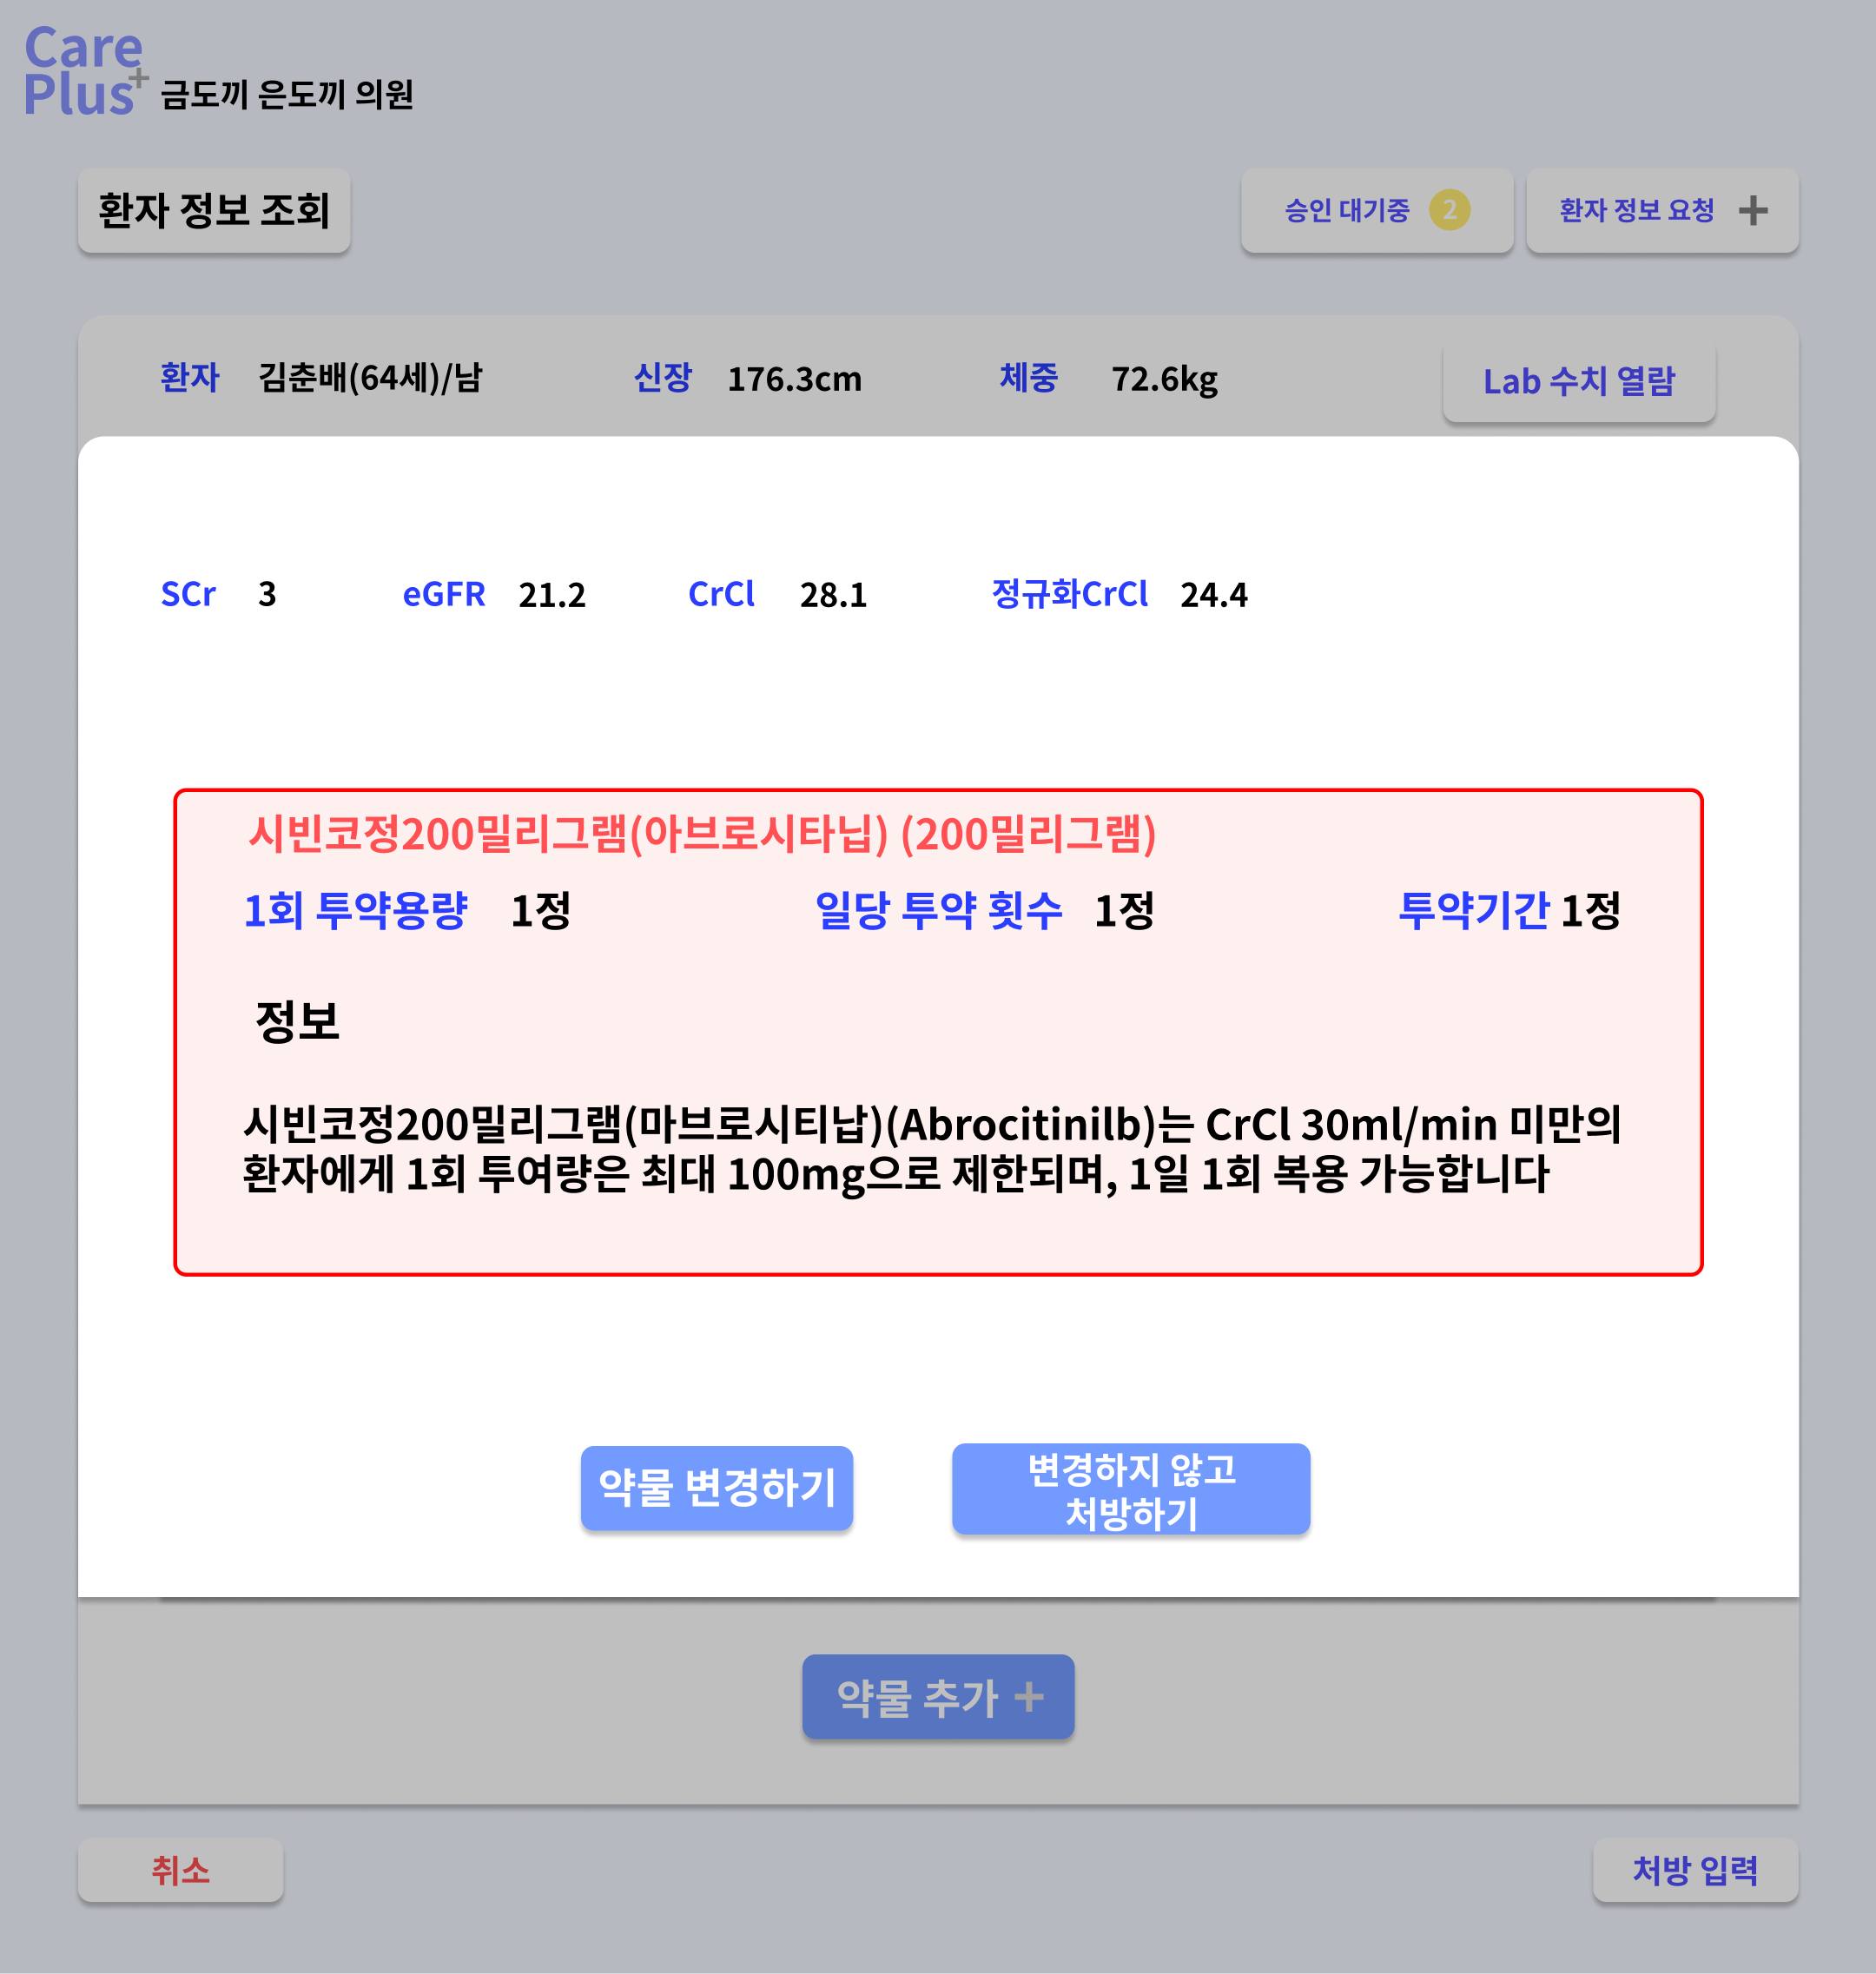 Care
Plus+ 금도끼 은도끼 의원
환자 정보 조회
승인 대기중 2
환자 정보 요청 +
환자 김춘배(64세)/남 신장 176.3cm 체중 72.6kg Lab 수치 열람
SCr 3 eGFR 21.2 CrCl 28.1 정규화CrCl 24.4
시빈코정200밀리그램(아브로시타닙) (200밀리그램)
1회 투약용량 1정 일당 투약 횟수 1정 투약기간 1정
정보
시빈코정200밀리그램(마브로시티납)(Abrocitinilb)는 CrCl 30ml/min 미만의
환자에게 1회 투여량은 최대 100mg으로 제한되며, 1일 1회 복용 가능합니다
약물 변경하기
변경하지 않고
처방하기
약물 추가 +
취소
처방 입력